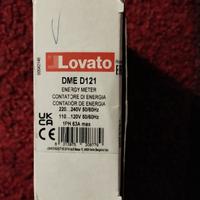 Lovato
DME D121
ENERGY METER
CONTATORE DI ENERGIA
CONTADOR DE ENERGIA
220...240V 50/60Hz
110...120V 50/60Hz
1PH 63A max
UK
CA